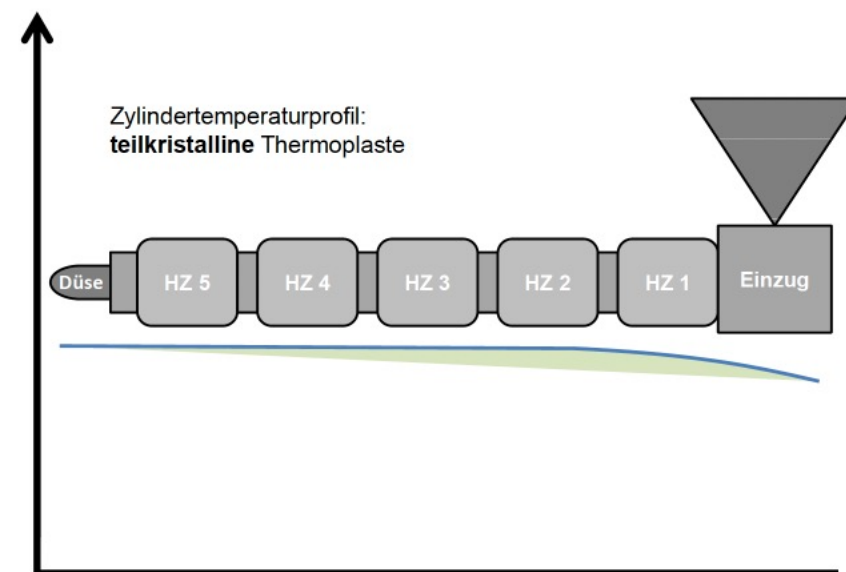 Zylindertemperaturprofil:
teilkristalline Thermoplaste
Düse
HZ 5
HZ 4
HZ 3
HZ 2
HZ 1
Einzug